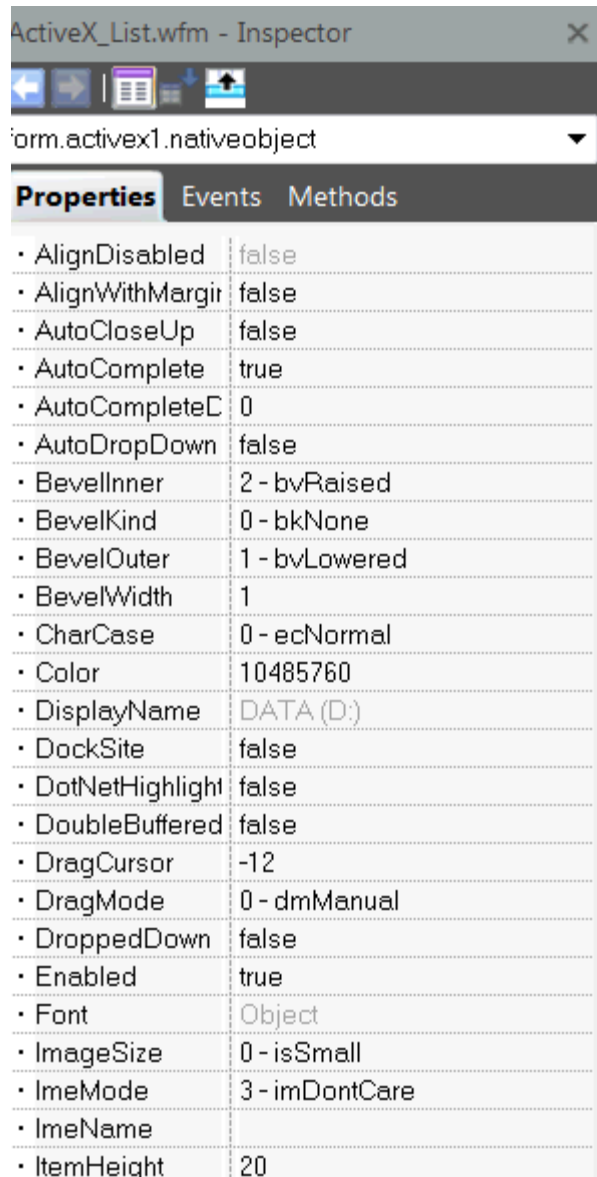 ActiveX_List.wfm - Inspector
form.activex1.nativeobject
Properties Events Methods
· AlignDisabled false
· AlignWithMargin false
· AutoCloseUp false
· AutoComplete true
· AutoCompleteD 0
· AutoDropDown false
· BevelInner 2 - bvRaised
· BevelKind 0 - bkNone
· BevelOuter 1 - bvLowered
· BevelWidth 1
· CharCase 0 - ecNormal
· Color 10485760
· DisplayName DATA (D:)
· DockSite false
· DotNetHighlight false
· DoubleBuffered false
· DragCursor -12
· DragMode 0 - dmManual
· DroppedDown false
· Enabled true
· Font Object
· ImageSize 0 - isSmall
· ImeMode 3 - imDontCare
· ImeName
· ItemHeight 20